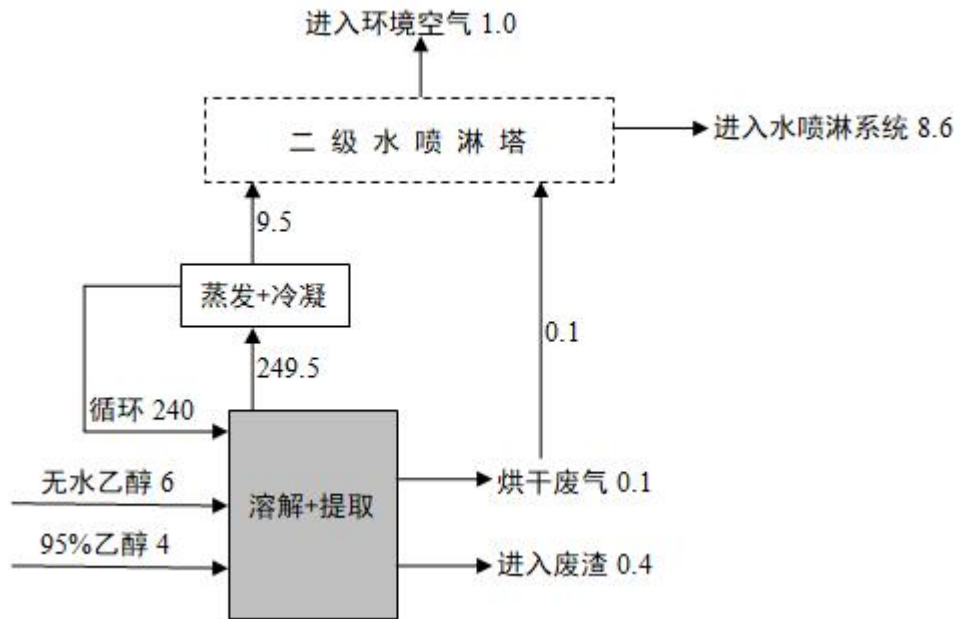 进入环境空气 1.0
二级水喷淋塔
进入水喷淋系统 8.6
9.5
蒸发+冷凝
0.1
249.5
循环 240
无水乙醇 6
溶解+提取
烘干废气 0.1
95%乙醇 4
进入废渣 0.4